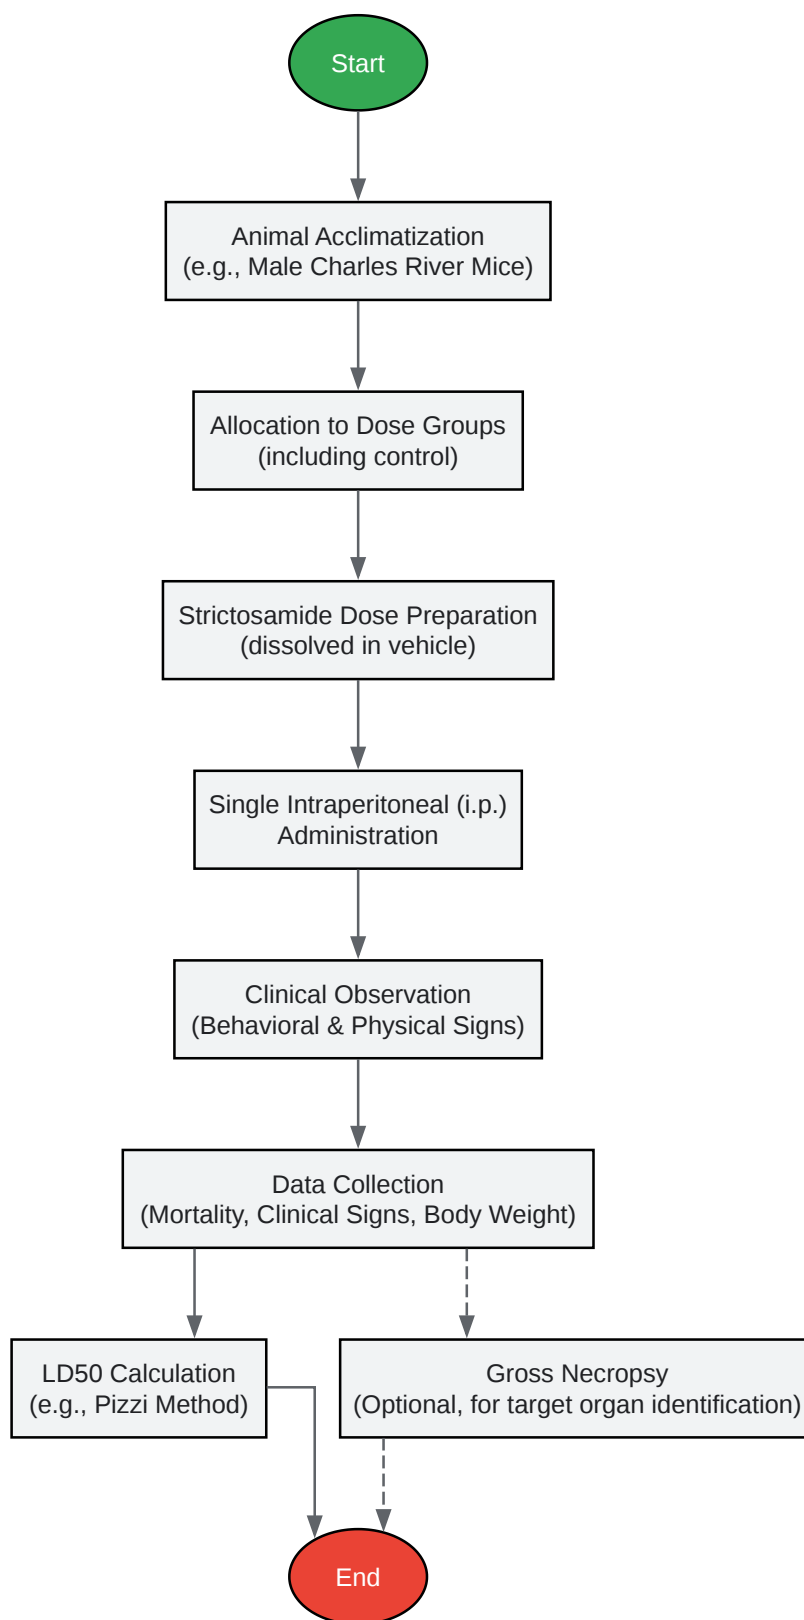 Start
Animal Acclimatization
(e.g., Male Charles River Mice)
Allocation to Dose Groups
(including control)
Strictosamide Dose Preparation
(dissolved in vehicle)
Single Intraperitoneal (i.p.)
Administration
Clinical Observation
(Behavioral & Physical Signs)
Data Collection
(Mortality, Clinical Signs, Body Weight)
LD50 Calculation
(e.g., Pizzi Method)
Gross Necropsy
(Optional, for target organ identification)
End